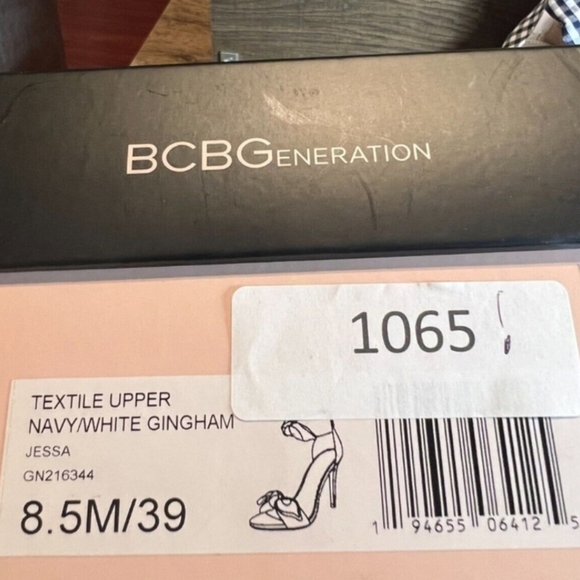 BCBGENERATION
1065
TEXTILE UPPER
NAVY/WHITE GINGHAM
JESSA
GN216344
8.5M/39
1 94655 06412 5